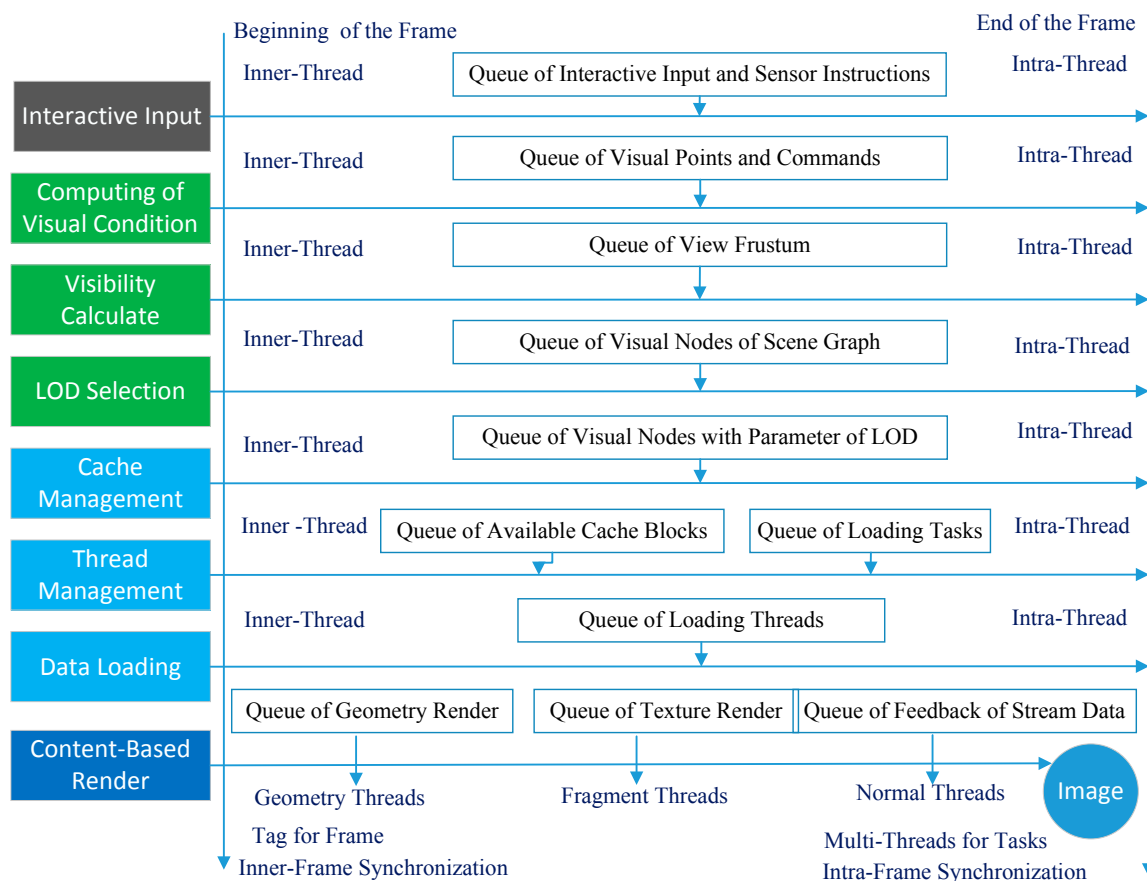 Beginning of the Frame
End of the Frame
Inner-Thread
Queue of Interactive Input and Sensor Instructions
Intra-Thread
Interactive Input
Inner-Thread
Queue of Visual Points and Commands
Intra-Thread
Computing of
Visual Condition
Inner-Thread
Queue of View Frustum
Intra-Thread
Visibility
Calculate
Inner-Thread
Queue of Visual Nodes of Scene Graph
Intra-Thread
LOD Selection
Inner-Thread
Queue of Visual Nodes with Parameter of LOD
Intra-Thread
Cache
Management
Inner -Thread
Queue of Available Cache Blocks
Queue of Loading Tasks
Intra-Thread
Thread
Management
Inner-Thread
Queue of Loading Threads
Intra-Thread
Data Loading
Queue of Geometry Render
Queue of Texture Render
Queue of Feedback of Stream Data
Content-Based
Render
Image
Geometry Threads
Fragment Threads
Normal Threads
Tag for Frame
Inner-Frame Synchronization
Multi-Threads for Tasks
Intra-Frame Synchronization